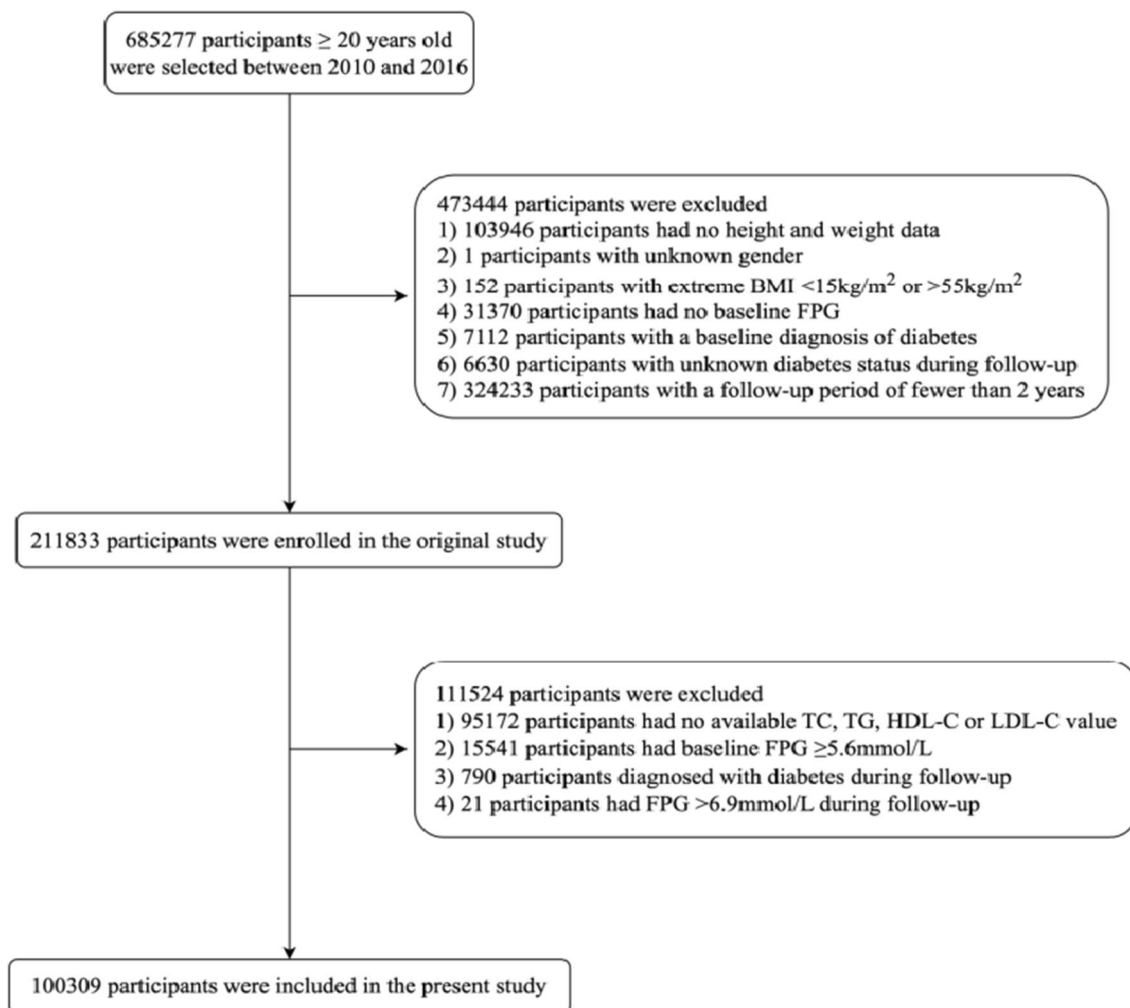 685277 participants ≥ 20 years old
were selected between 2010 and 2016
473444 participants were excluded
1) 103946 participants had no height and weight data
2) 1 participants with unknown gender
3) 152 participants with extreme BMI <15kg/m² or >55kg/m²
4) 31370 participants had no baseline FPG
5) 7112 participants with a baseline diagnosis of diabetes
6) 6630 participants with unknown diabetes status during follow-up
7) 324233 participants with a follow-up period of fewer than 2 years
211833 participants were enrolled in the original study
111524 participants were excluded
1) 95172 participants had no available TC, TG, HDL-C or LDL-C value
2) 15541 participants had baseline FPG ≥5.6mmol/L
3) 790 participants diagnosed with diabetes during follow-up
4) 21 participants had FPG >6.9mmol/L during follow-up
100309 participants were included in the present study